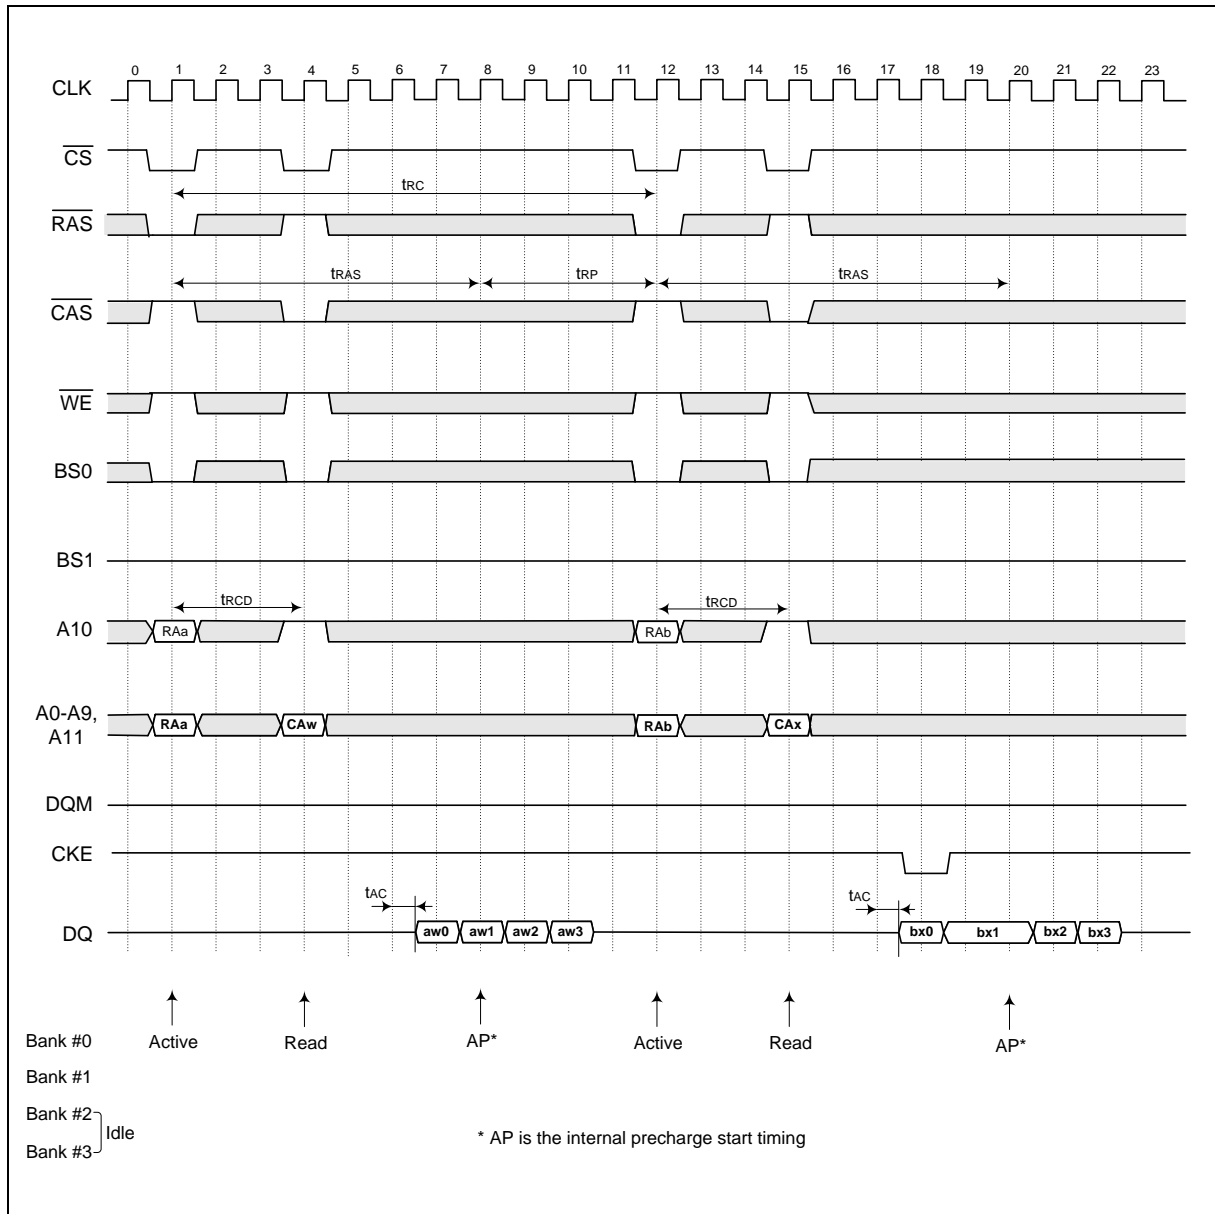 0 1 2 3 4 5 6 7 8 9 10 11 12 13 14 15 16 17 18 19 20 21 22 23
CLK
CS
tRC
RAS
tRAS tRP tRAS
CAS
WE
BS0
BS1
tRCD tRCD
A10 RAa RAb
A0-A9,
A11 RAa CAw RAb CAx
DQM
CKE
tAC tAC
DQ aw0 aw1 aw2 aw3 bx0 bx1 bx2 bx3
Bank #0 Active Read AP* Active Read AP*
Bank #1
Bank #2
Idle
Bank #3
* AP is the internal precharge start timing